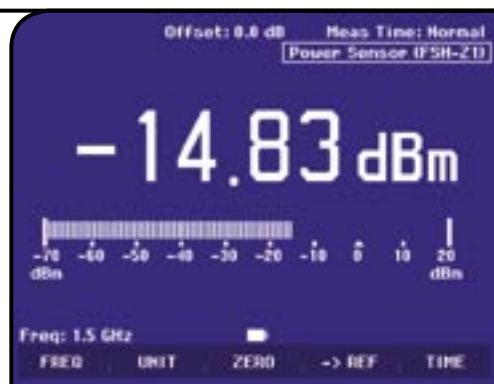 Offset: 0.0 dB Meas Time: Normal
Power Sensor (FSH-Z1)
-14.83 dBm
-70 -60 -50 -40 -30 -20 -10 0 10 20
dBm dBm
Freq: 1.5 GHz
FREQ UNIT ZERO -> REF TIME